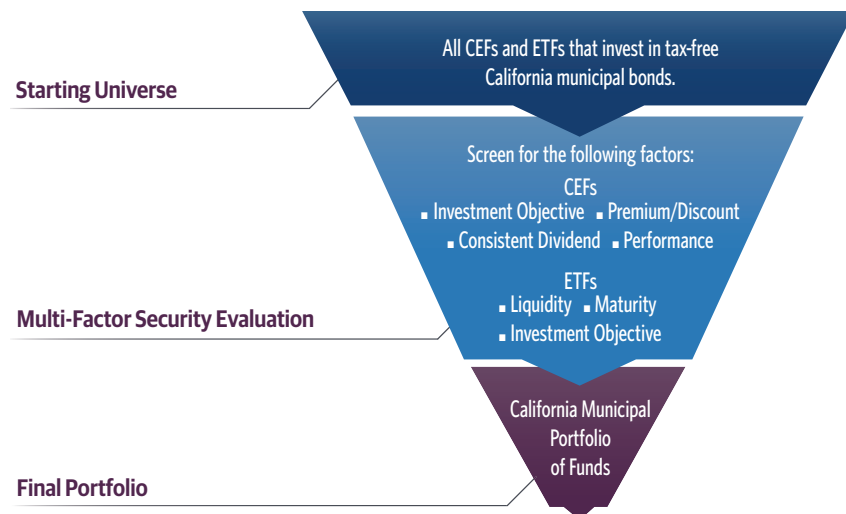 All CEFs and ETFs that invest in tax-free
California municipal bonds.
Starting Universe
Screen for the following factors:
CEFs
▪ Investment Objective ▪ Premium/Discount
▪ Consistent Dividend ▪ Performance
ETFs
▪ Liquidity ▪ Maturity
▪ Investment Objective
Multi-Factor Security Evaluation
California Municipal
Portfolio
of Funds
Final Portfolio